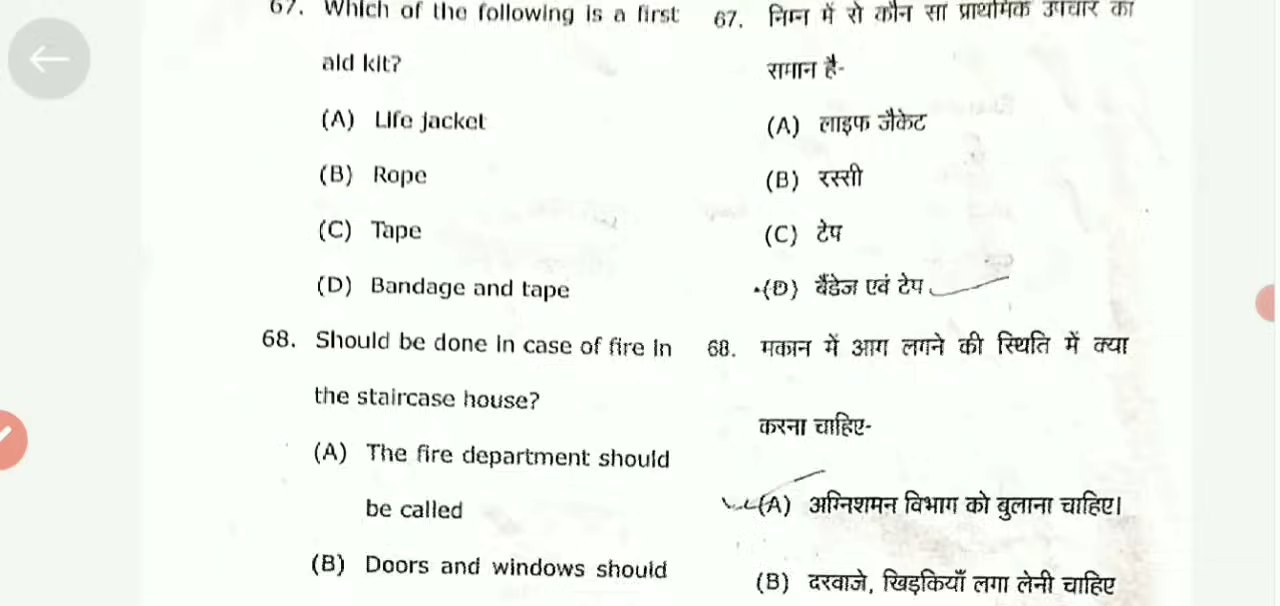 67. Which of the following is a first
aid kit?
(A) Life jacket
(B) Rope
(C) Tape
(D) Bandage and tape
68. Should be done in case of fire in
the staircase house?
(A) The fire department should
be called
(B) Doors and windows should
67. निम्न में से कौन सा प्राथमिक उपचार का
सामान है-
(A) लाइफ जैकेट
(B) रस्सी
(C) टेप
(D) बैंडेज एवं टेप
68. मकान में आग लगने की स्थिति में क्या
करना चाहिए-
(A) अग्निशमन विभाग को बुलाना चाहिए।
(B) दरवाजे, खिड़कियाँ लगा लेनी चाहिए